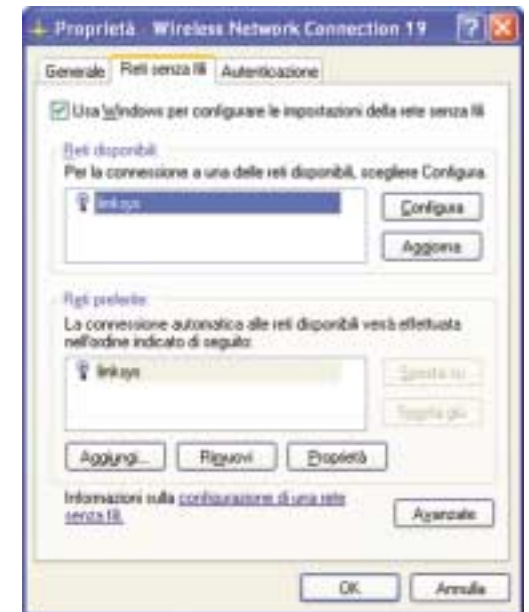 Proprietà - Wireless Network Connection 19
Generale Reti senza fili Autenticazione
Usa Windows per configurare le impostazioni della rete senza fili
Reti disponibili:
Per la connessione a una delle reti disponibili, scegliere Configura.
linksys
Configura
Aggiorna
Reti preferite:
La connessione automatica alle reti disponibili verrà effettuata
nell'ordine indicato di seguito:
linksys
Sposta su
Sposta giù
Aggiungi... Rimuovi Proprietà
Informazioni sulla configurazione di una rete
senza fili.
Avanzate
OK Annulla